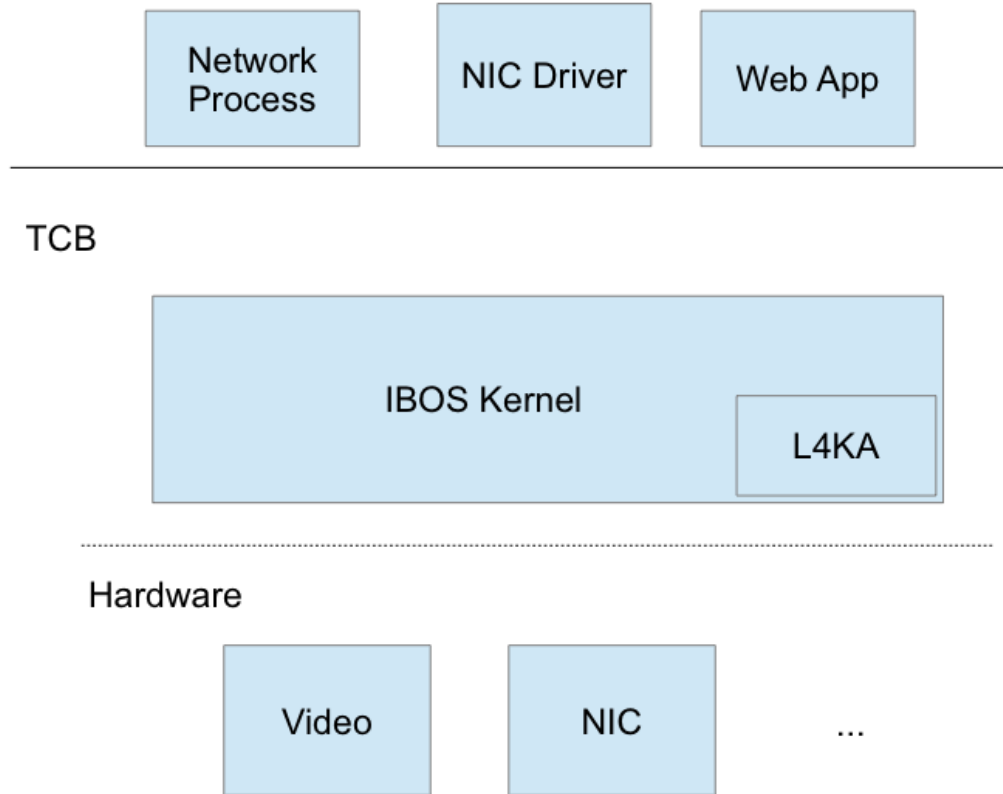 Network
Process
NIC Driver
Web App
TCB
IBOS Kernel
L4KA
Hardware
Video
NIC
...